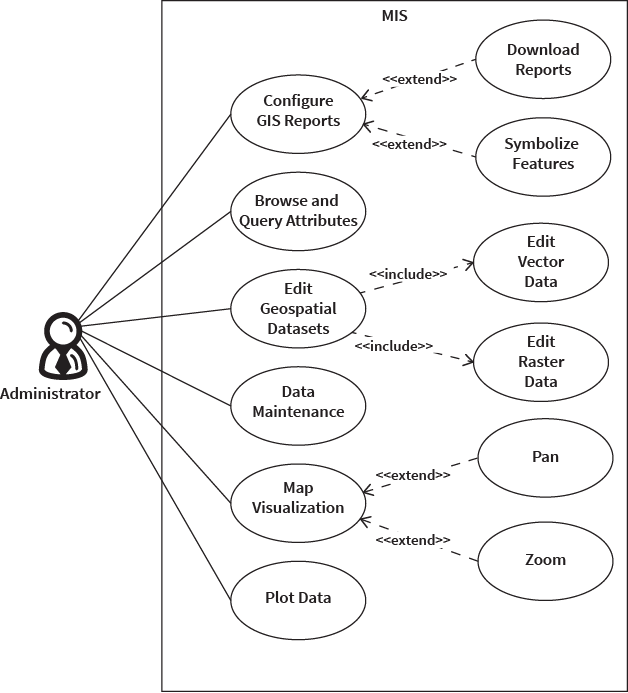 MIS
Download
Reports
<<extend>>
Configure
GIS Reports
<<extend>>
Symbolize
Features
Browse and
Query Attributes
Edit
Vector
Data
<<include>>
Edit
Geospatial
Datasets
<<include>>
Edit
Raster
Data
Administrator
Data
Maintenance
Pan
<<extend>>
Map
Visualization
<<extend>>
Zoom
Plot Data